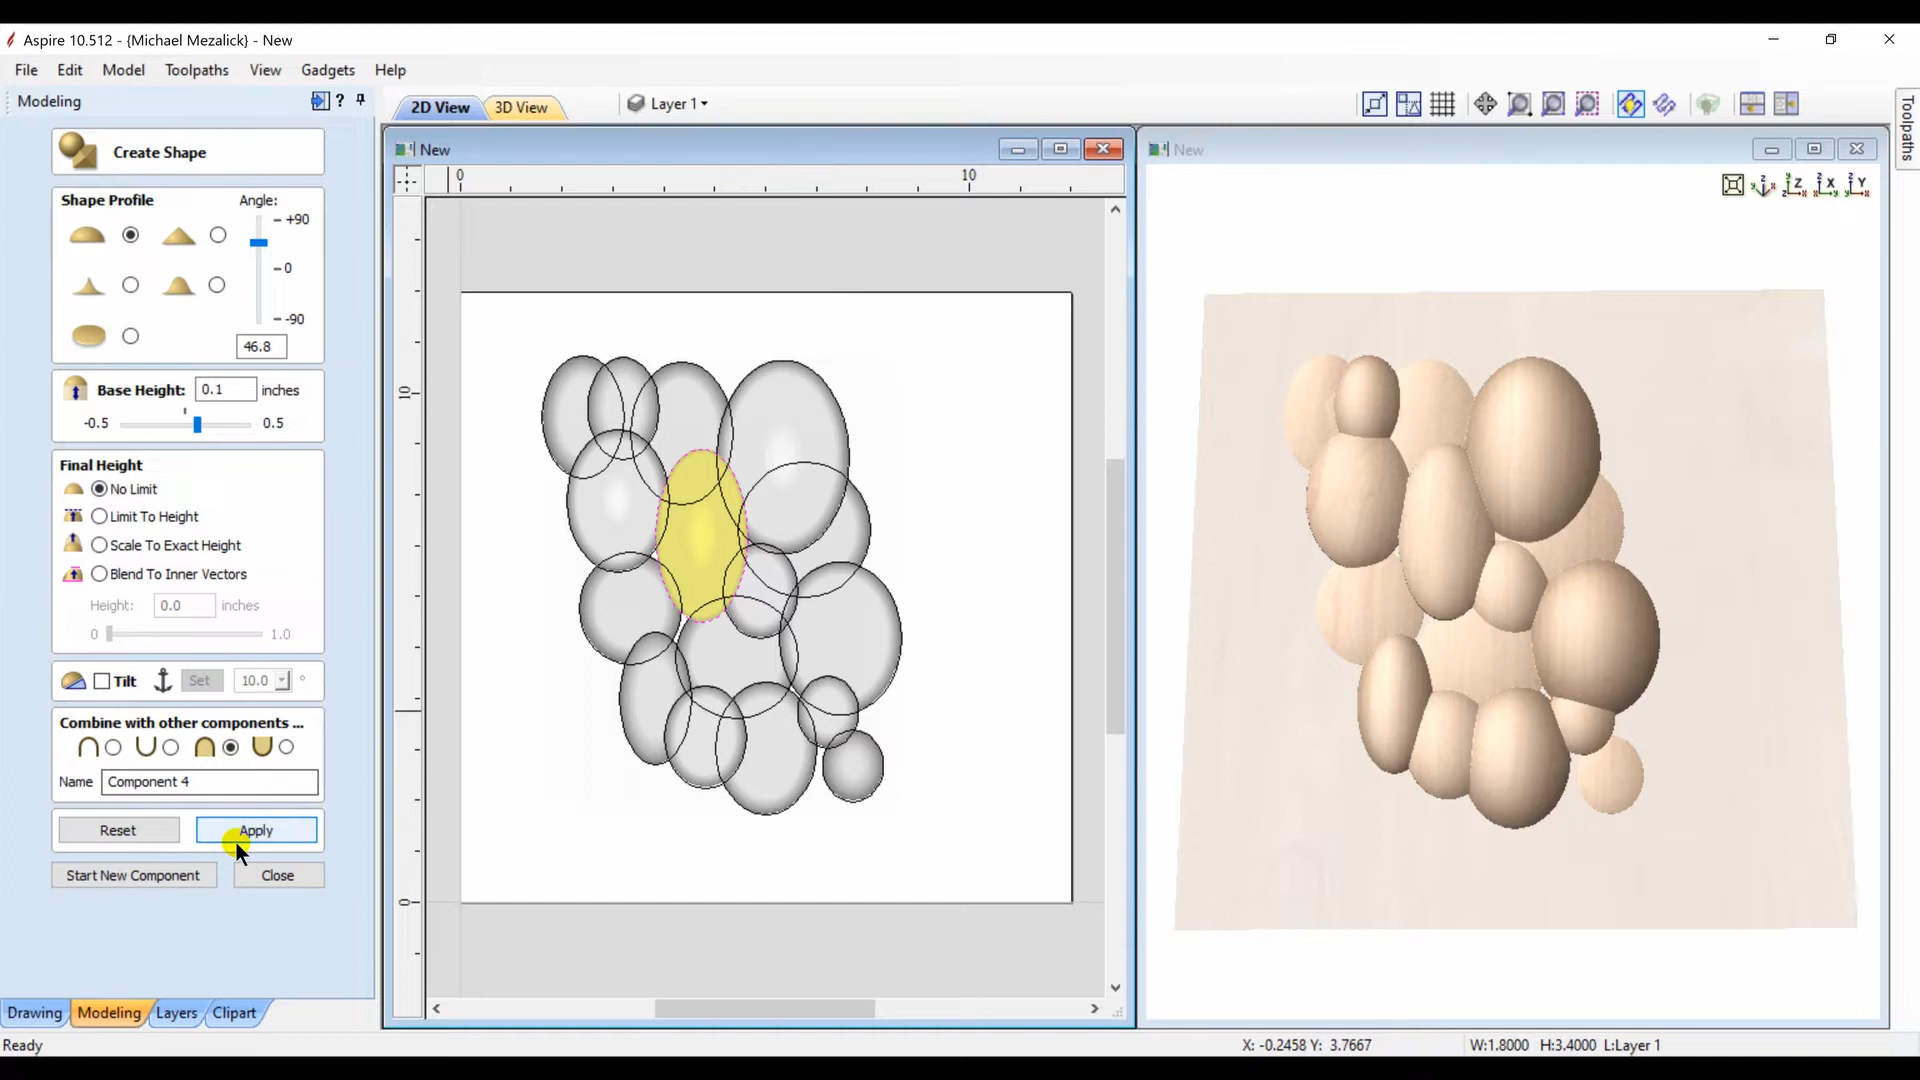 Aspire 10.512 - {Michael Mezalick} - New
File Edit Model Toolpaths View Gadgets Help
Modeling
?
2D View
3D View
Layer 1
Toolpaths
Create Shape
New
New
0 10
Z X Y
Shape Profile
Angle:
+90
0
-90
46.8
Base Height: 0.1 inches
-0.5 0.5
10
0
Final Height
No Limit
Limit To Height
Scale To Exact Height
Blend To Inner Vectors
Height: 0.0 inches
0 1.0
Tilt Set 10.0 °
Combine with other components ...
Name Component 4
Reset Apply
Start New Component Close
Drawing Modeling Layers Clipart
Ready
X: -0.2458 Y: 3.7667
W:1.8000 H:3.4000 L:Layer 1